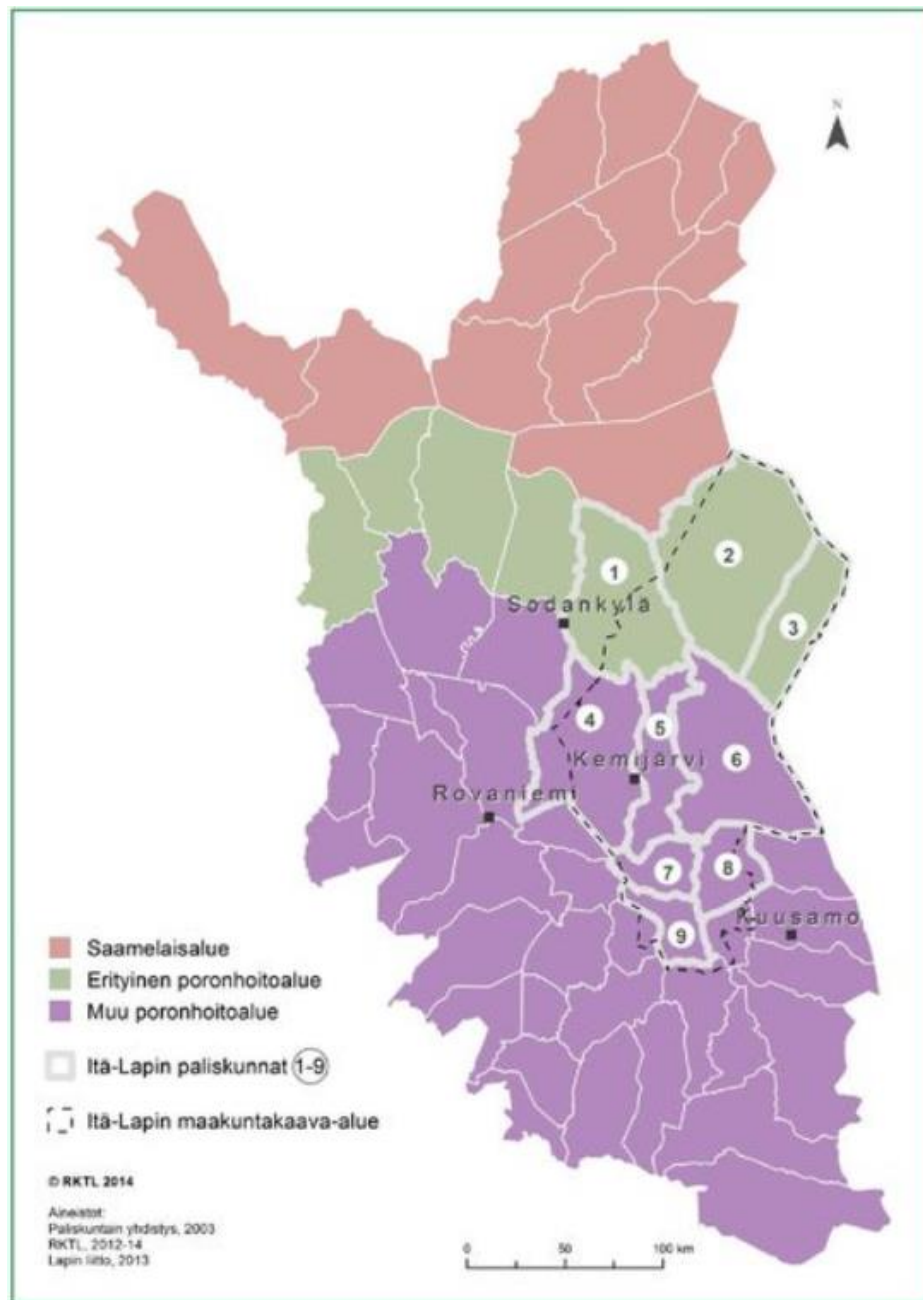 N
1
2
Sodankylä
3
4
5
Kemijärvi
6
Rovaniemi
7
8
Kuusamo
9
Saamelaisalue
Erityinen poronhoitoalue
Muu poronhoitoalue
Itä-Lapin paliskunnat 1-9
Itä-Lapin maakuntakaava-alue
© RKTL 2014
Aineistot:
Paliskuntain yhdistys, 2003
RKTL, 2012-14
Lapin liitto, 2013
0 50 100 km